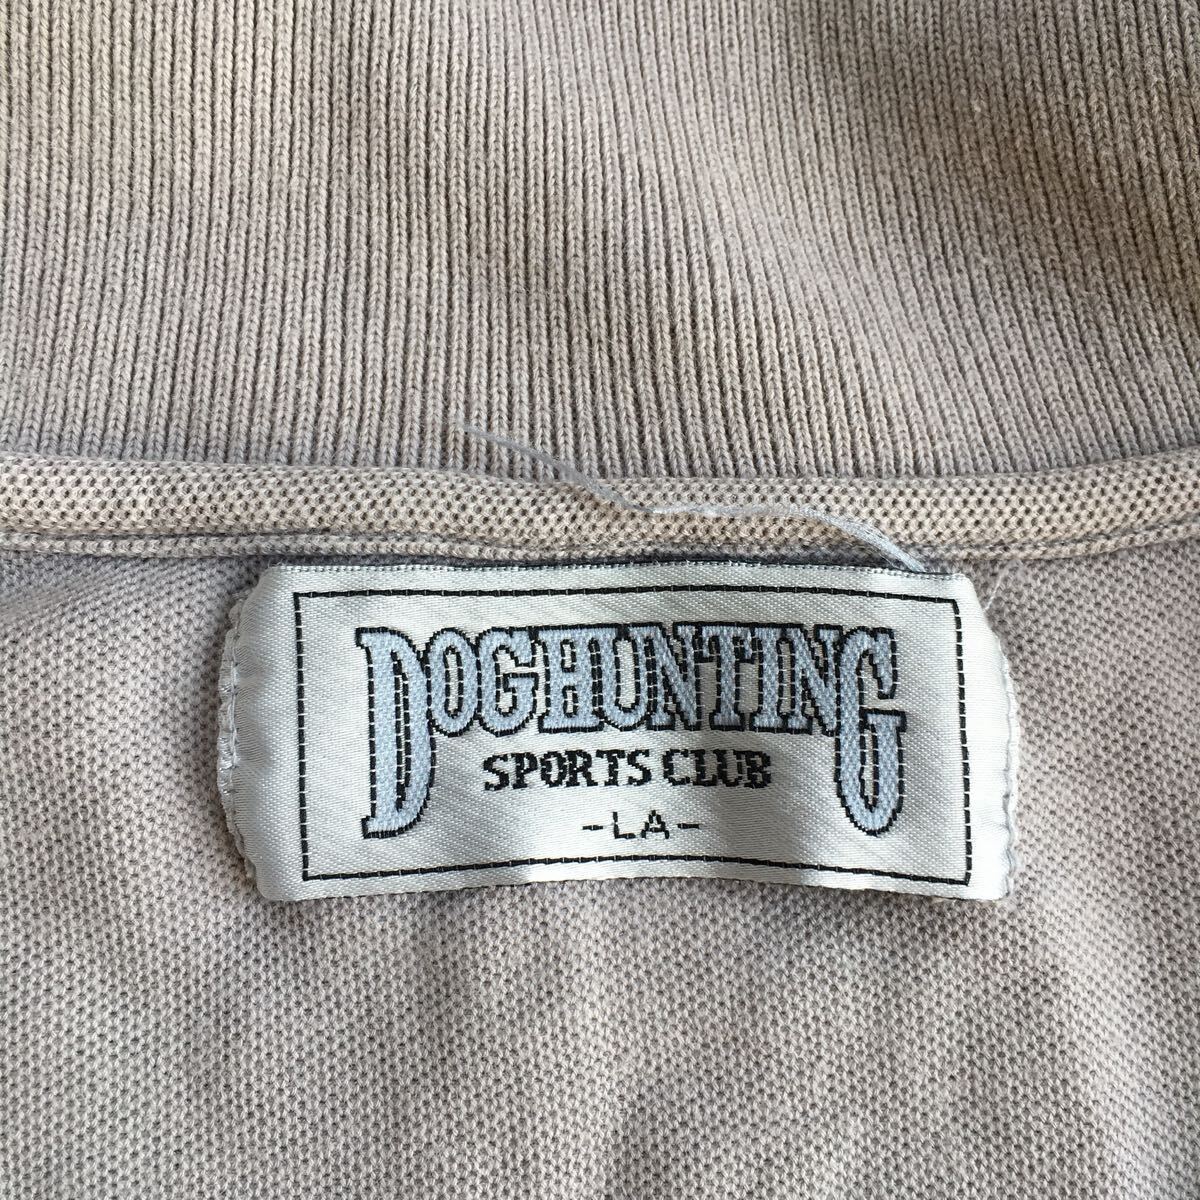 DOGHUNTING
SPORTS CLUB
-LA-